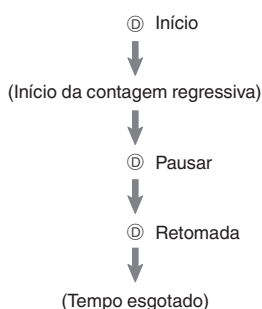 Ⓓ Início
(Início da contagem regressiva)
Ⓓ Pausar
Ⓓ Retomada
(Tempo esgotado)